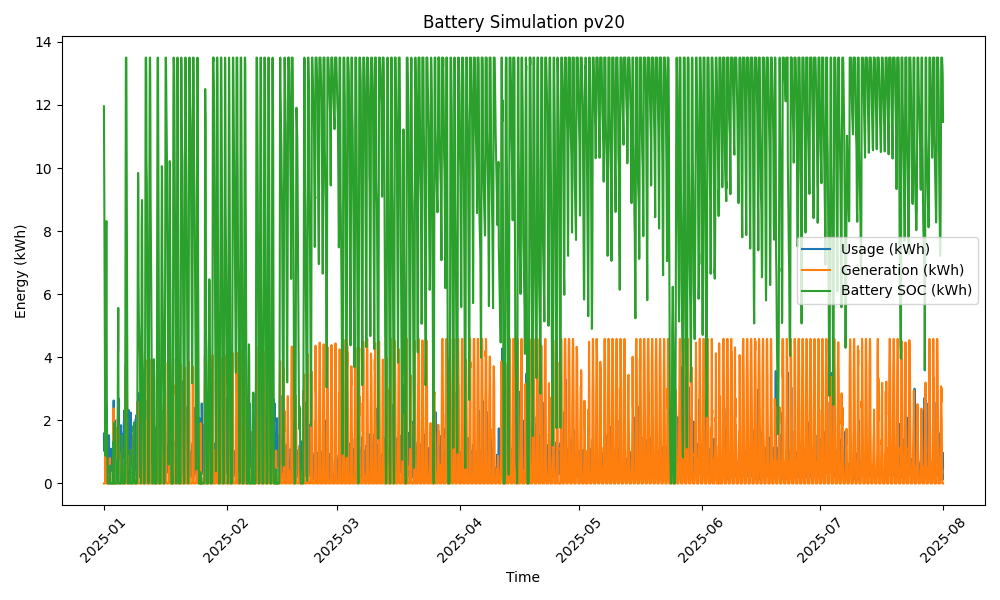 Battery Simulation pv20
Energy (kWh)
14
12
10
8
6
4
2
0
Usage (kWh)
Generation (kWh)
Battery SOC (kWh)
2025-01
2025-02
2025-03
2025-04
2025-05
2025-06
2025-07
2025-08
Time